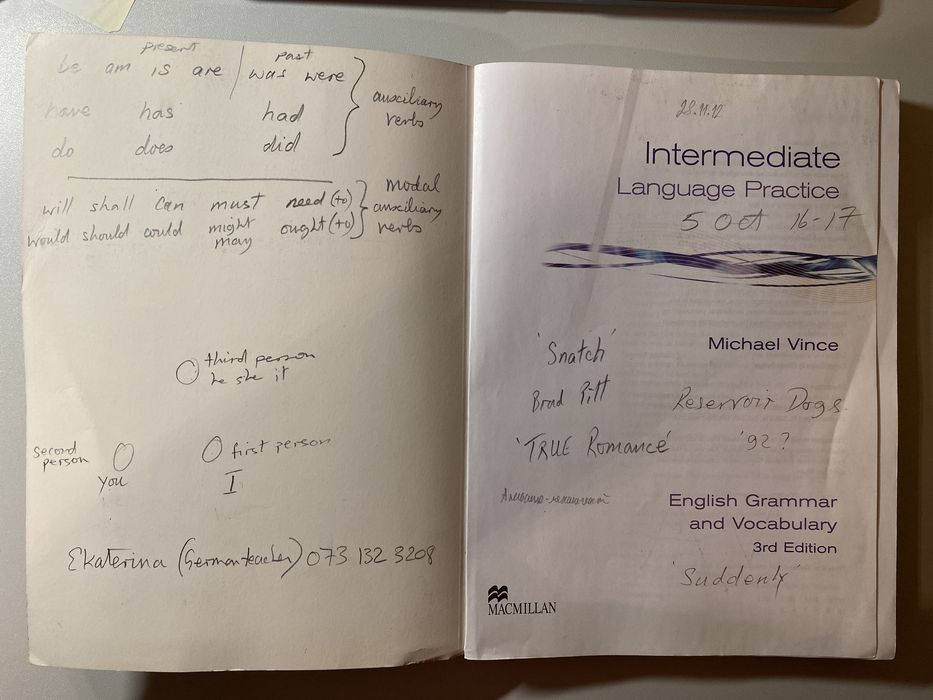 present past
be am is are was were
have has had
do does did
auxiliary
verbs
will shall can must need (to)
would should could might ought (to)
may
modal
auxiliary
verbs
third person
he she it
second
person
you
first person
I
Ekaterina (German teacher) 073 132 3208
28.11.12
Intermediate
Language Practice
5 Oct 16-17
Michael Vince
'Snatch'
Brad Pitt
Reservoir Dogs
'TRUE Romance' '92?
English Grammar
and Vocabulary
3rd Edition
'Suddenly'
MACMILLAN